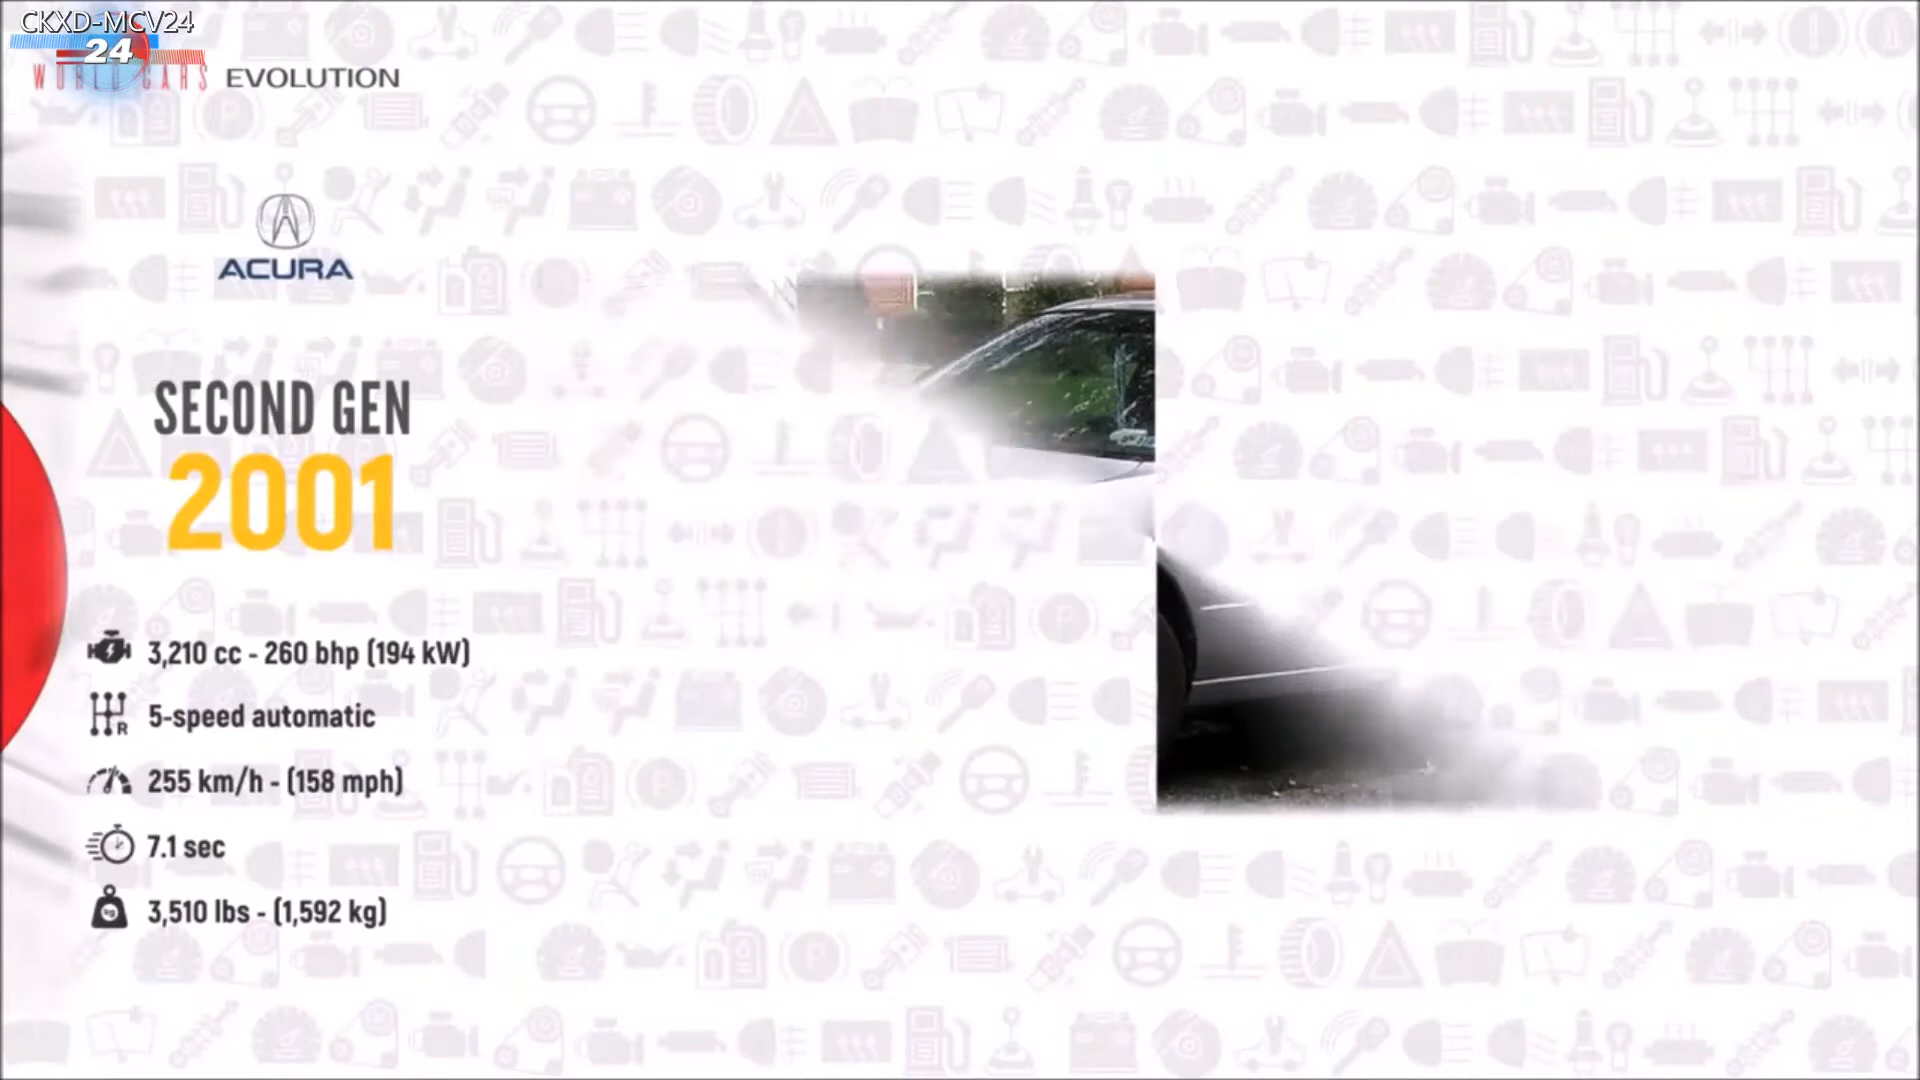 CKXD-MCV24
24
WORLD CARS EVOLUTION
ACURA
SECOND GEN
2001
3,210 cc - 260 bhp (194 kW)
R
5-speed automatic
255 km/h - (158 mph)
7.1 sec
kg
3,510 lbs - (1,592 kg)